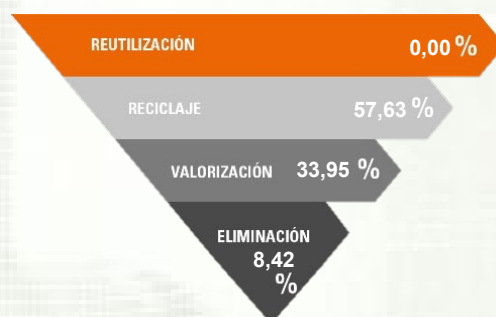 REUTILIZACIÓN 0,00 %
RECICLAJE 57,63 %
VALORIZACIÓN 33,95 %
ELIMINACIÓN
8,42
%